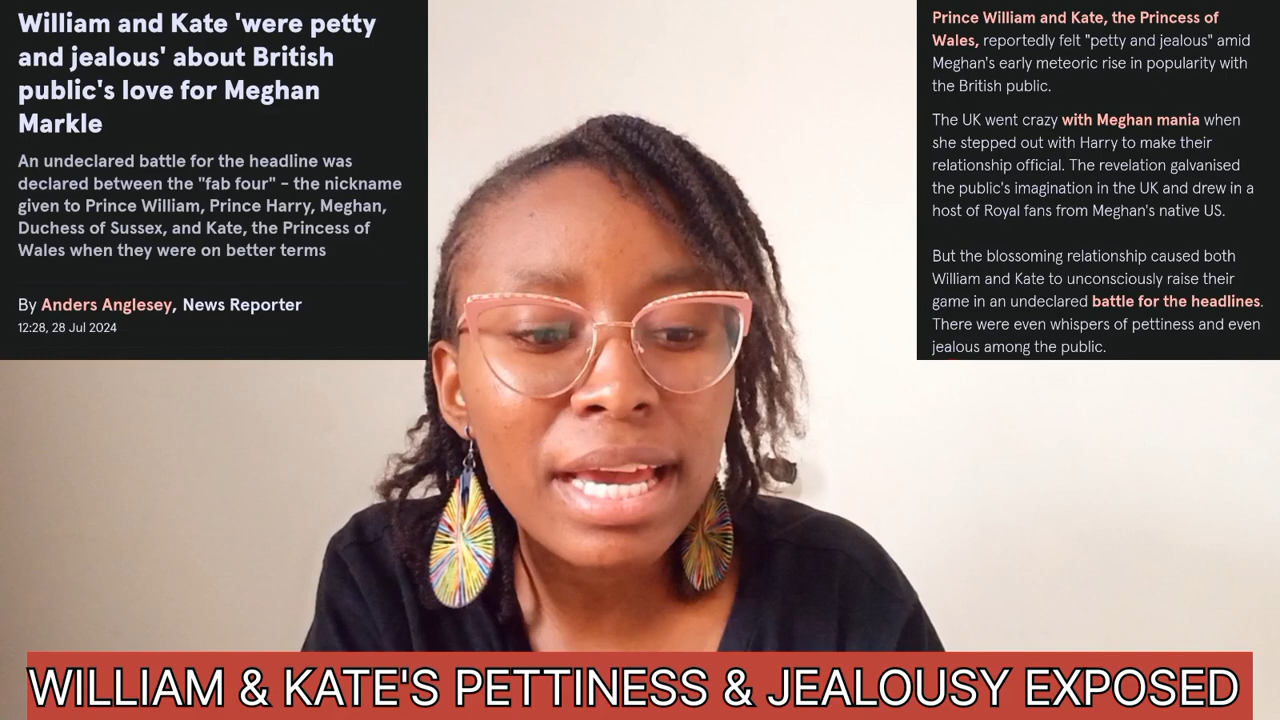 William and Kate 'were petty
and jealous' about British
public's love for Meghan
Markle
An undeclared battle for the headline was
declared between the "fab four" - the nickname
given to Prince William, Prince Harry, Meghan,
Duchess of Sussex, and Kate, the Princess of
Wales when they were on better terms
By Anders Anglesey, News Reporter
12:28, 28 Jul 2024
Prince William and Kate, the Princess of
Wales, reportedly felt "petty and jealous" amid
Meghan's early meteoric rise in popularity with
the British public.
The UK went crazy with Meghan mania when
she stepped out with Harry to make their
relationship official. The revelation galvanised
the public's imagination in the UK and drew in a
host of Royal fans from Meghan's native US.
But the blossoming relationship caused both
William and Kate to unconsciously raise their
game in an undeclared battle for the headlines.
There were even whispers of pettiness and even
jealous among the public.
WILLIAM & KATE'S PETTINESS & JEALOUSY EXPOSED